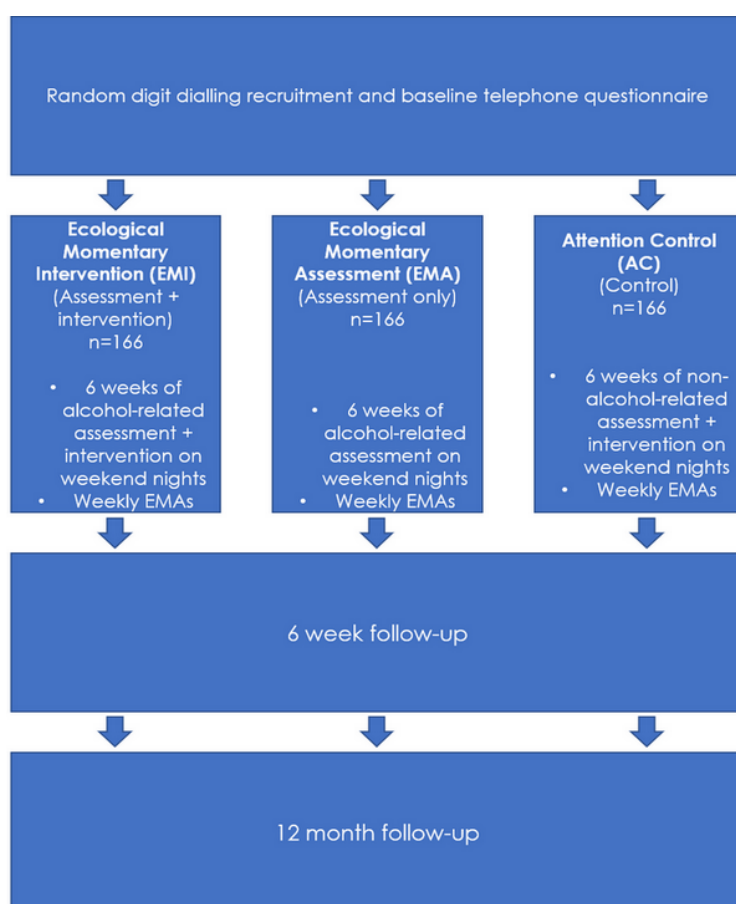 Random digit dialling recruitment and baseline telephone questionnaire
Ecological
Momentary
Intervention (EMI)
(Assessment +
intervention)
n=166
• 6 weeks of
alcohol-related
assessment +
intervention on
weekend nights
• Weekly EMAs
Ecological
Momentary
Assessment (EMA)
(Assessment only)
n=166
• 6 weeks of
alcohol-related
assessment on
weekend nights
• Weekly EMAs
Attention Control
(AC)
(Control)
n=166
• 6 weeks of non-
alcohol-related
assessment +
intervention on
weekend nights
• Weekly EMAs
6 week follow-up
12 month follow-up